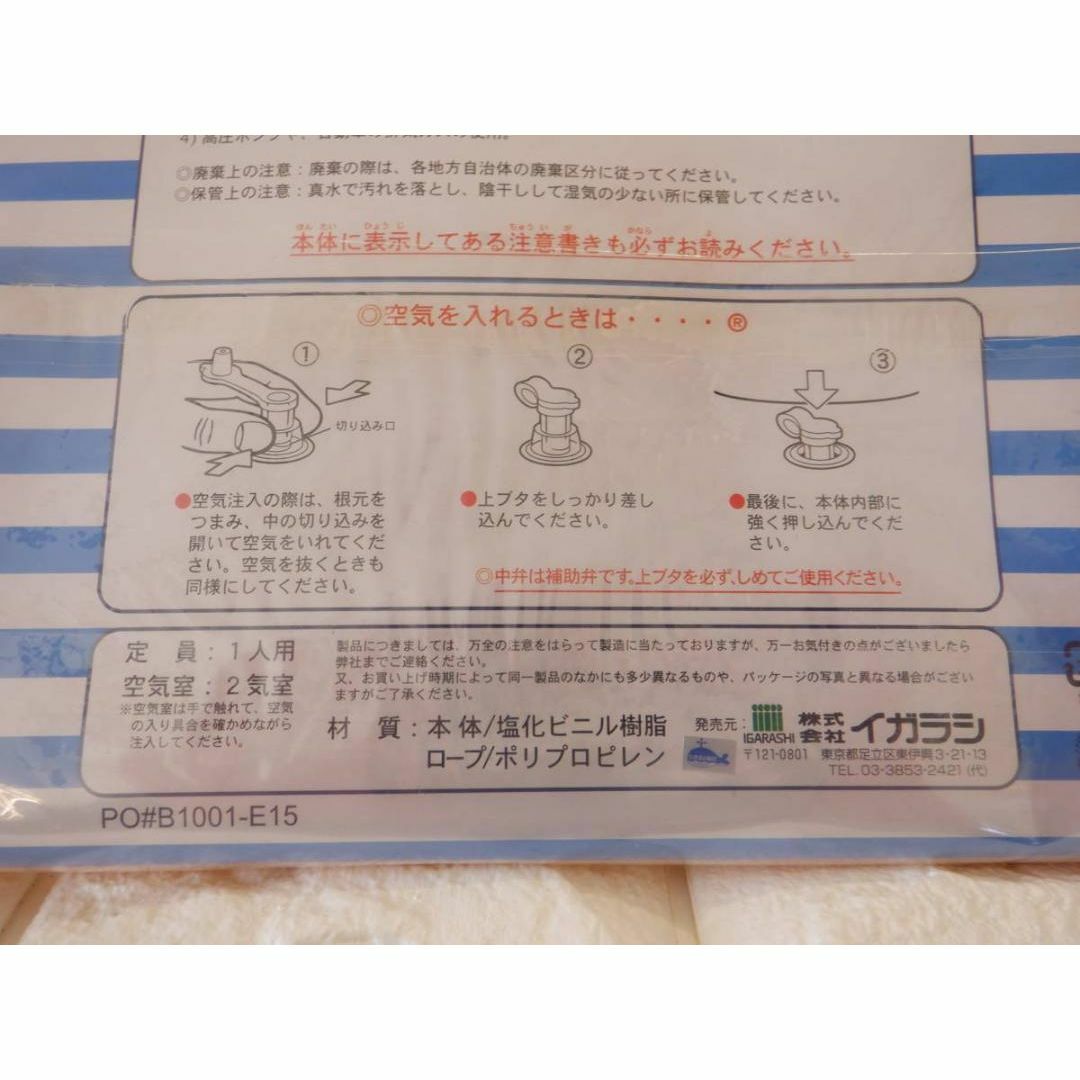 ◎廃棄上の注意：廃棄の際は、各地方自治体の廃棄区分に従ってください。
◎保管上の注意：真水で汚れを落とし、陰干しして湿気の少ない所に保管してください。
本体に表示してある注意書きも必ずお読みください。
◎空気を入れるときは・・・・®
①
切り込み口
●空気注入の際は、根元を
つまみ、中の切り込みを
開いて空気をいれてくだ
さい。空気を抜くときも
同様にしてください。
②
●上ブタをしっかり差し
込んでください。
③
●最後に、本体内部に
強く押し込んでくだ
さい。
◎中弁は補助弁です。上ブタを必ず、しめてご使用ください。
定員：1人用
空気室：2気室
※空気室は手で触れて、空気
の入り具合を確かめながら
注入してください。
製品につきましては、万全の注意をはらって製造に当たっておりますが、万一お気付きの点がございましたら
弊社までご連絡ください。
又、お買い上げ時期によって同一製品のなかにも多少異なるものや、パッケージの写真と異なる場合がござい
ますがご了承ください。
材質：本体/塩化ビニル樹脂
ロープ/ポリプロピレン
発売元：
IGARASHI
株式会社イガラシ
〒121-0801 東京都足立区東伊興3-21-13
TEL.03-3853-2421(代)
PO#B1001-E15